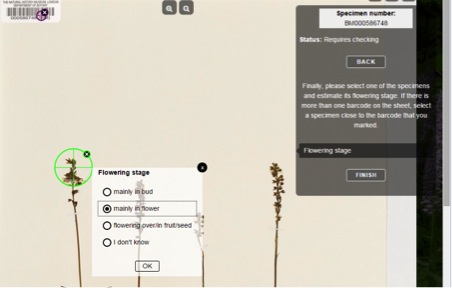 THE NATURAL HISTORY MUSEUM, LONDON
Specimen number:
BM000586748
Status: Requires checking
BACK
Finally, please select one of the specimens
and estimate its flowering stage. If there is
more than one barcode on the sheet, select
a specimen close to the barcode that you
marked.
Flowering stage
FINISH
Flowering stage
mainly in bud
mainly in flower
flowering over/in fruit/seed
I don't know
OK